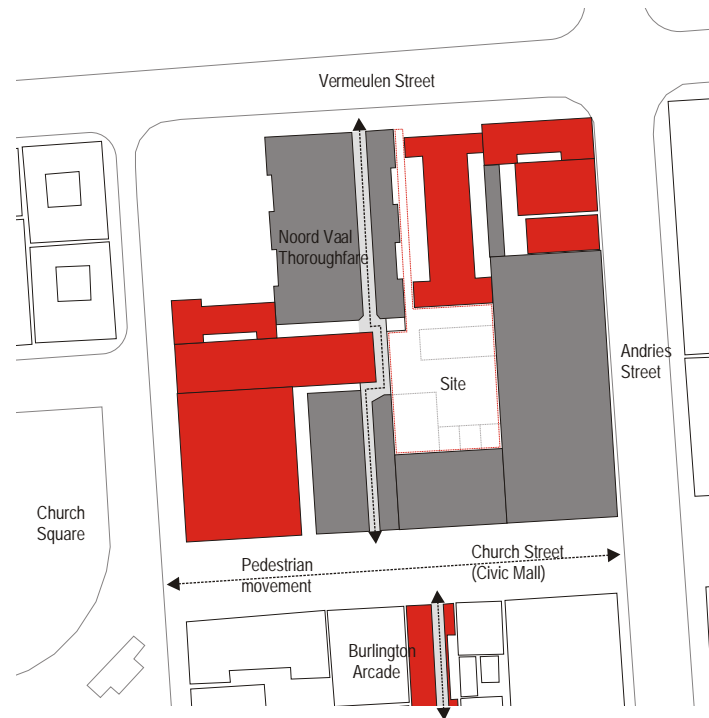 Vermeulen Street
Noord Vaal
Thoroughfare
Andries
Street
Site
Church
Square
Pedestrian
movement
Church Street
(Civic Mall)
Burlington
Arcade